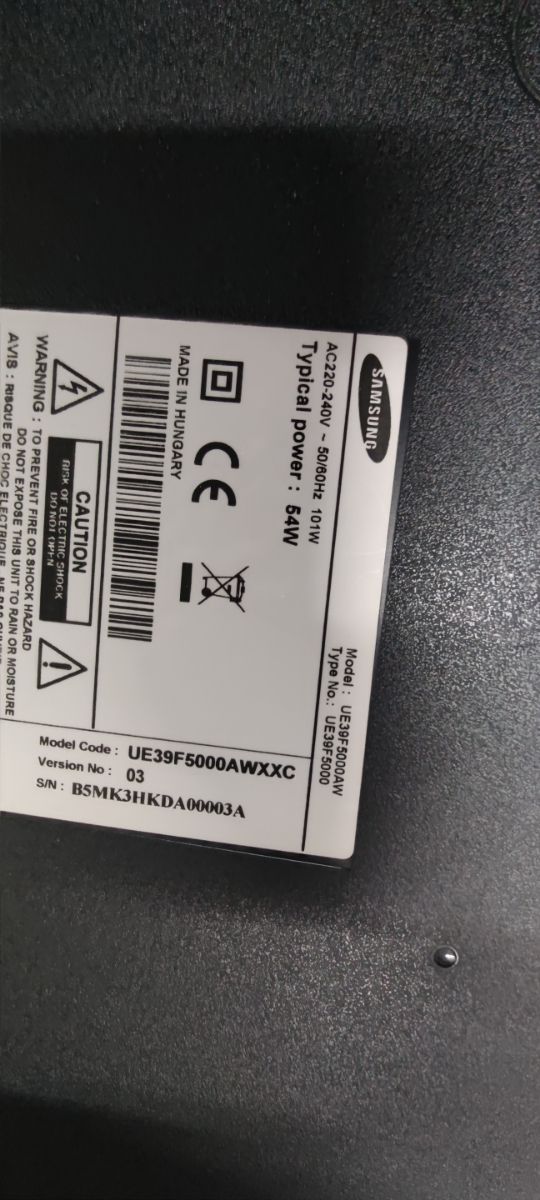 SAMSUNG
Model : UE39F5000AW
AC220-240V ~ 50/60Hz 101W
Type No.: UE39F5000
Typical power : 54W
CE
MADE IN HUNGARY
CAUTION
RISK OF ELECTRIC SHOCK
DO NOT OPEN
WARNING : TO PREVENT FIRE OR SHOCK HAZARD
DO NOT EXPOSE THIS UNIT TO RAIN OR MOISTURE
AVIS : RISQUE DE CHOC ELECTRIQUE
Model Code : UE39F5000AWXXC
Version No : 03
S/N : B5MK3HKDA00003A